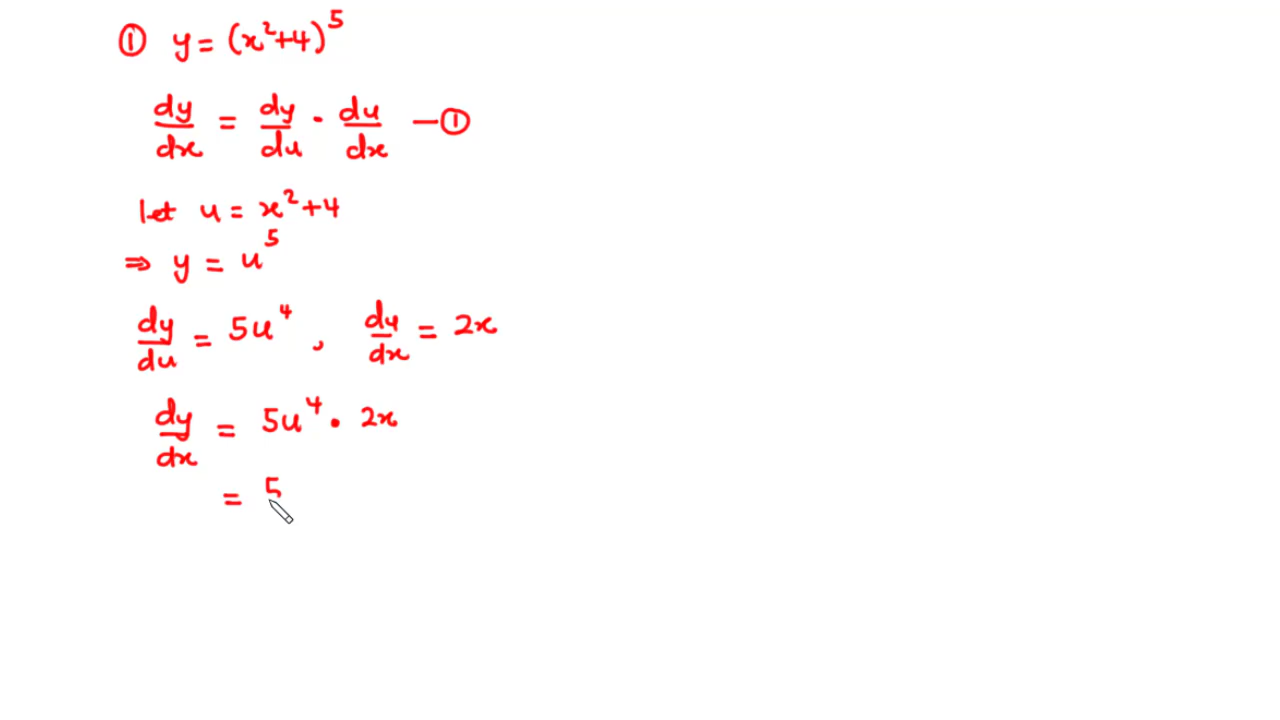 ① y = (x²+4)⁵
dy/dx = dy/du · du/dx —①
let u = x²+4
⇒ y = u⁵
dy/du = 5u⁴ , du/dx = 2x
dy/dx = 5u⁴ · 2x
= 5